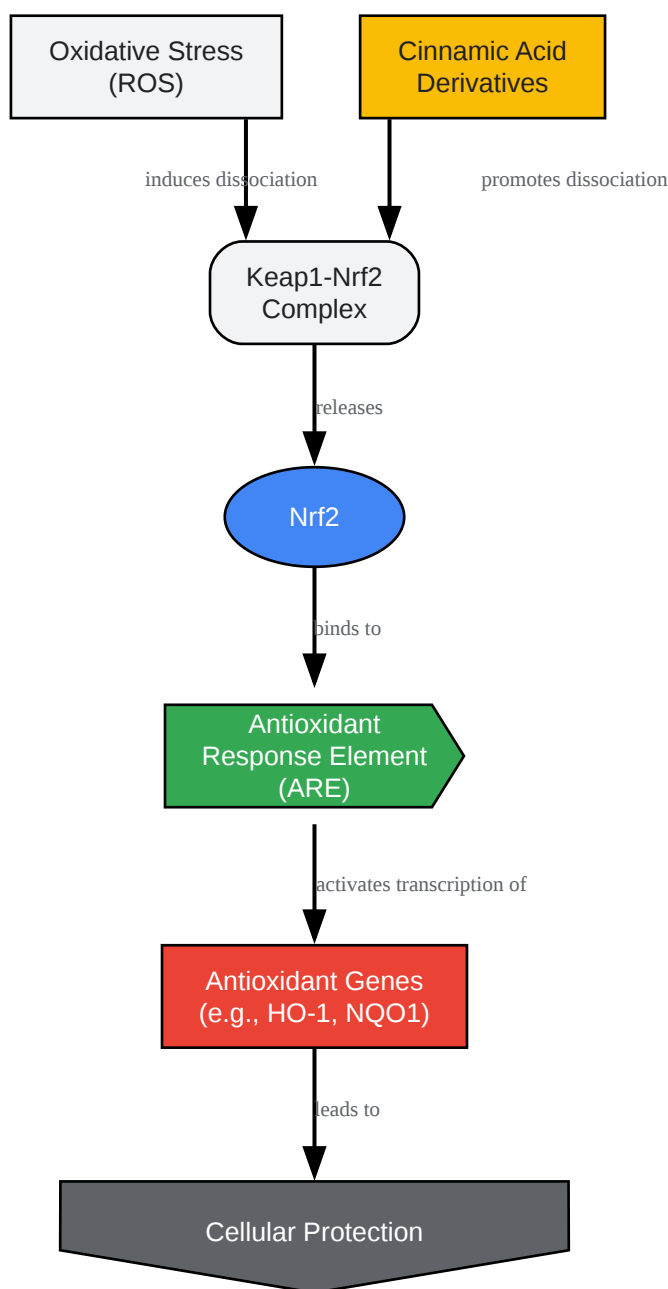 Oxidative Stress
(ROS)
Cinnamic Acid
Derivatives
induces dissociation
promotes dissociation
Keap1-Nrf2
Complex
releases
Nrf2
binds to
Antioxidant
Response Element
(ARE)
activates transcription of
Antioxidant Genes
(e.g., HO-1, NQO1)
leads to
Cellular Protection